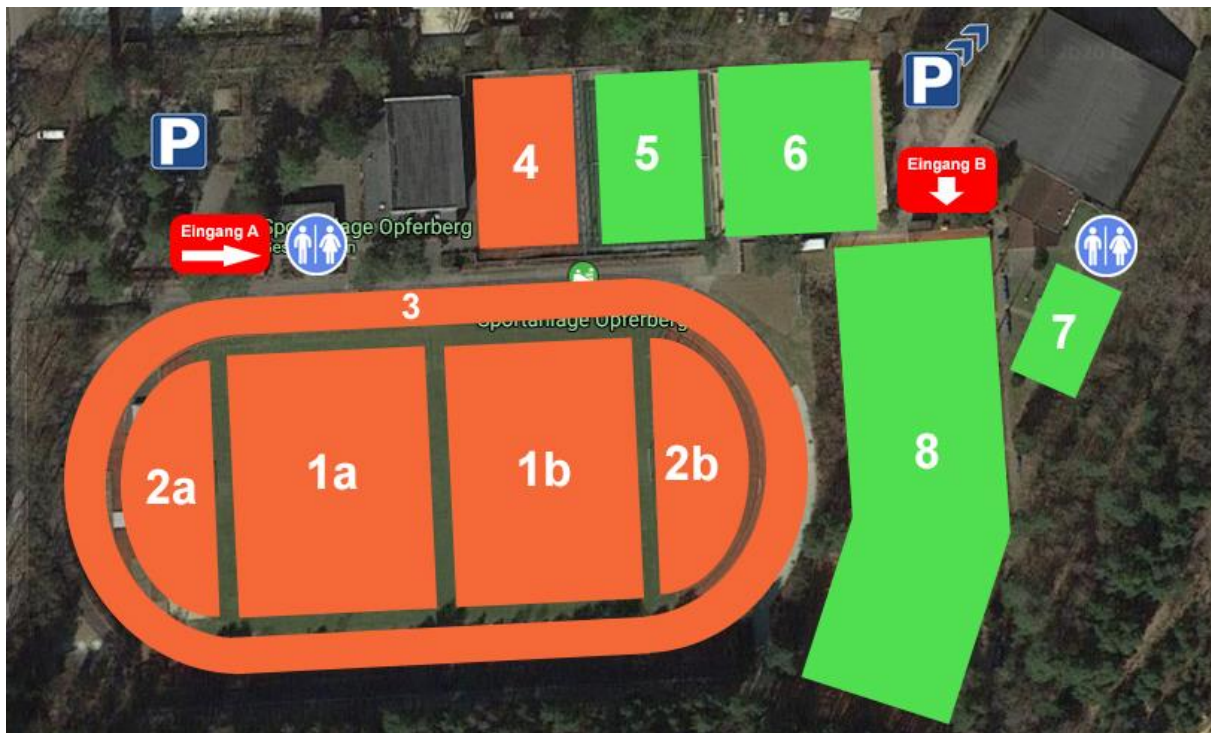 P
P
4
5
6
Eingang B
Eingang A
Sportanlage Opferberg
7
3
Sportanlage Opferberg
2a
1a
1b
2b
8